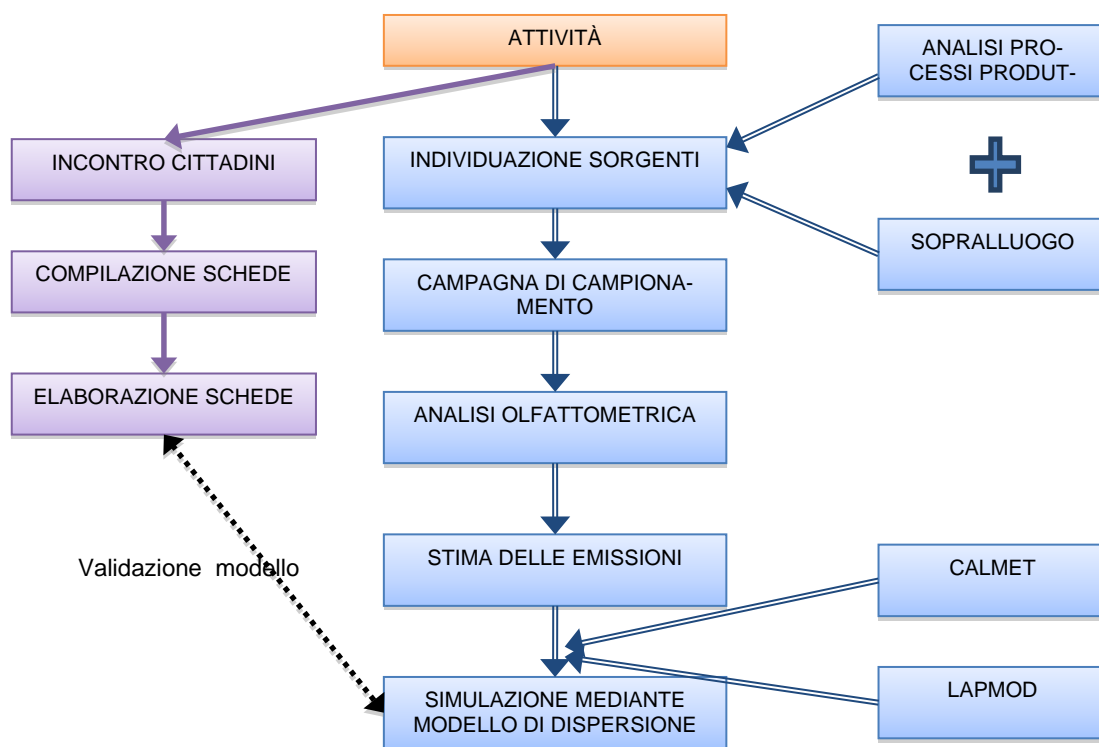 ATTIVITÀ
ANALISI PRO-
CESSI PRODUT-
INCONTRO CITTADINI
INDIVIDUAZIONE SORGENTI
SOPRALLUOGO
COMPILAZIONE SCHEDE
CAMPAGNA DI CAMPIONA-
MENTO
ELABORAZIONE SCHEDE
ANALISI OLFATTOMETRICA
Validazione modello
STIMA DELLE EMISSIONI
CALMET
SIMULAZIONE MEDIANTE
MODELLO DI DISPERSIONE
LAPMOD